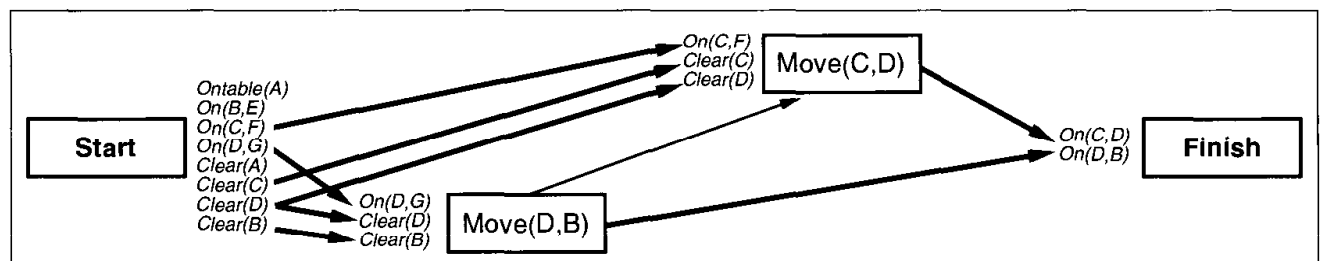 Start
Ontable(A)
On(B,E)
On(C,F)
On(D,G)
Clear(A)
Clear(C)
Clear(D)
Clear(B)
On(D,G)
Clear(D)
Clear(B)
Move(D,B)
On(C,F)
Clear(C)
Clear(D)
Move(C,D)
On(C,D)
On(D,B)
Finish